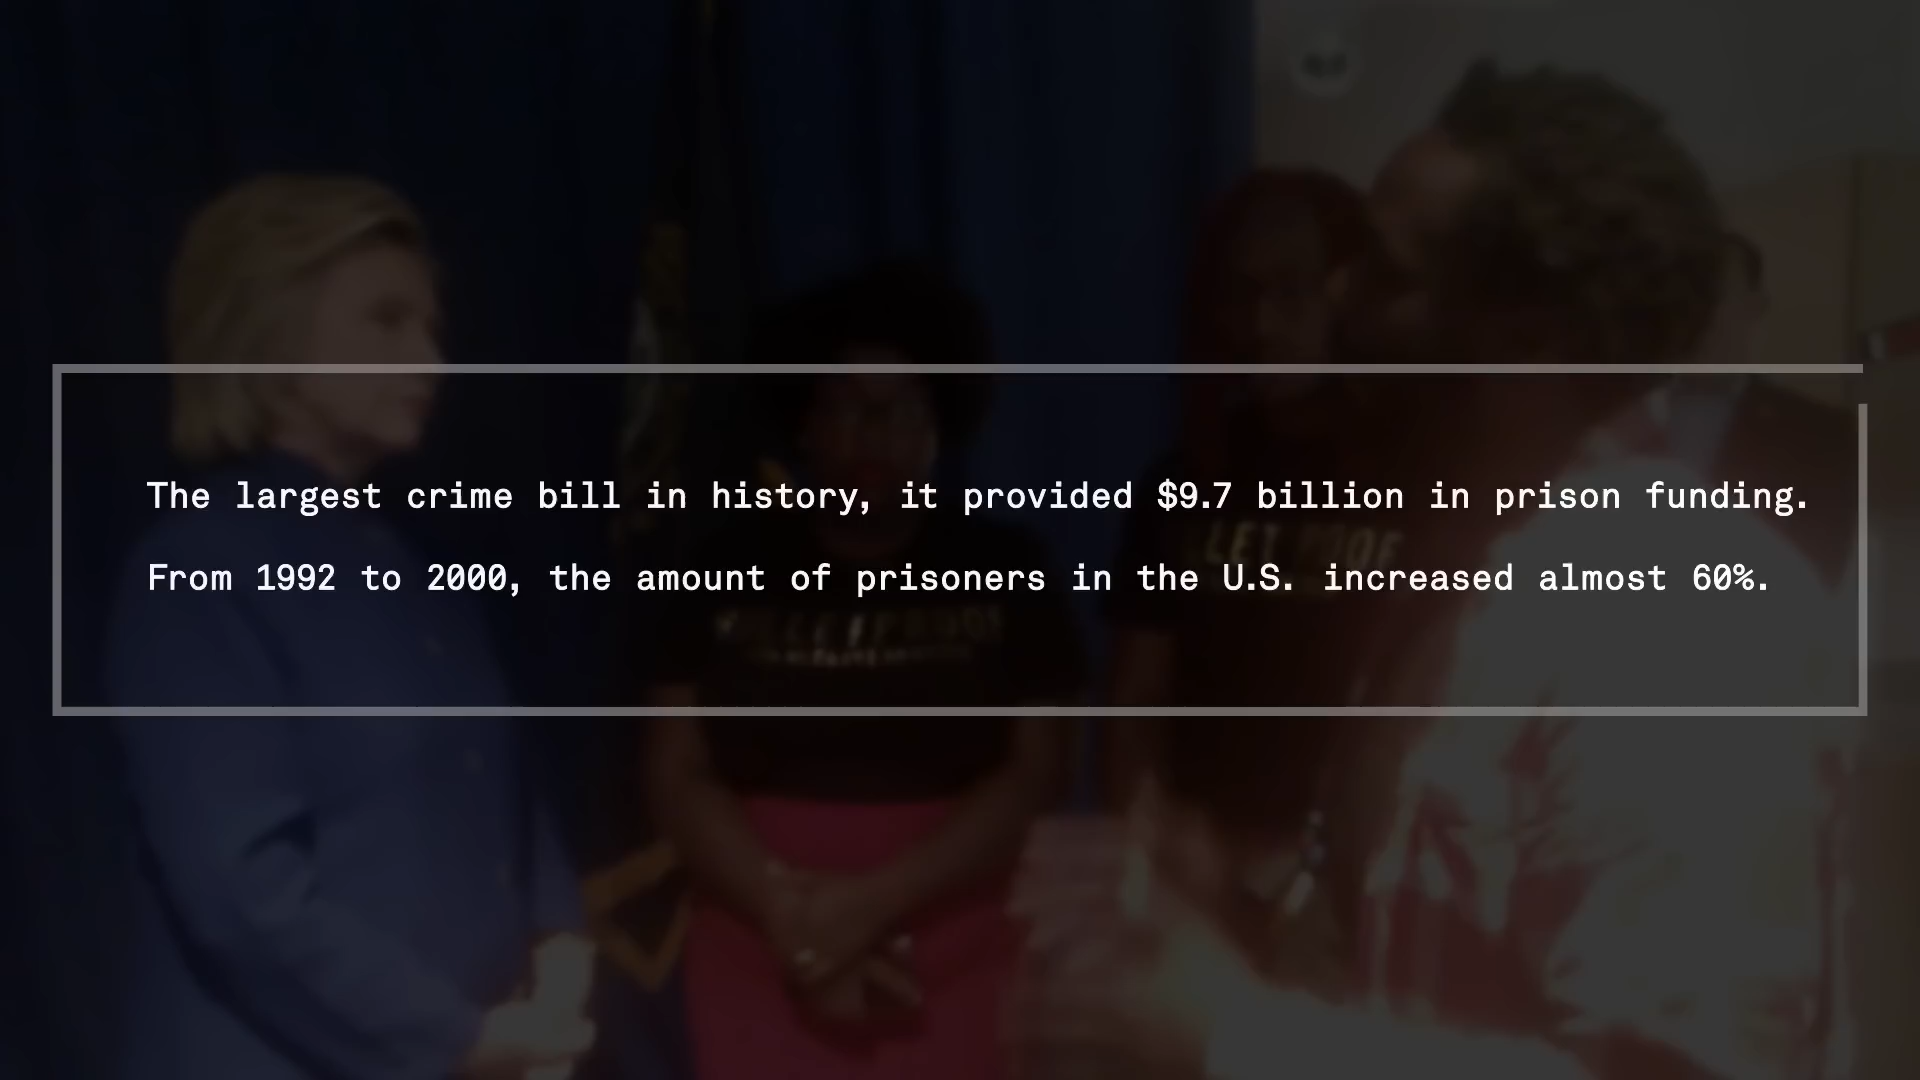 The largest crime bill in history, it provided $9.7 billion in prison funding.
From 1992 to 2000, the amount of prisoners in the U.S. increased almost 60%.